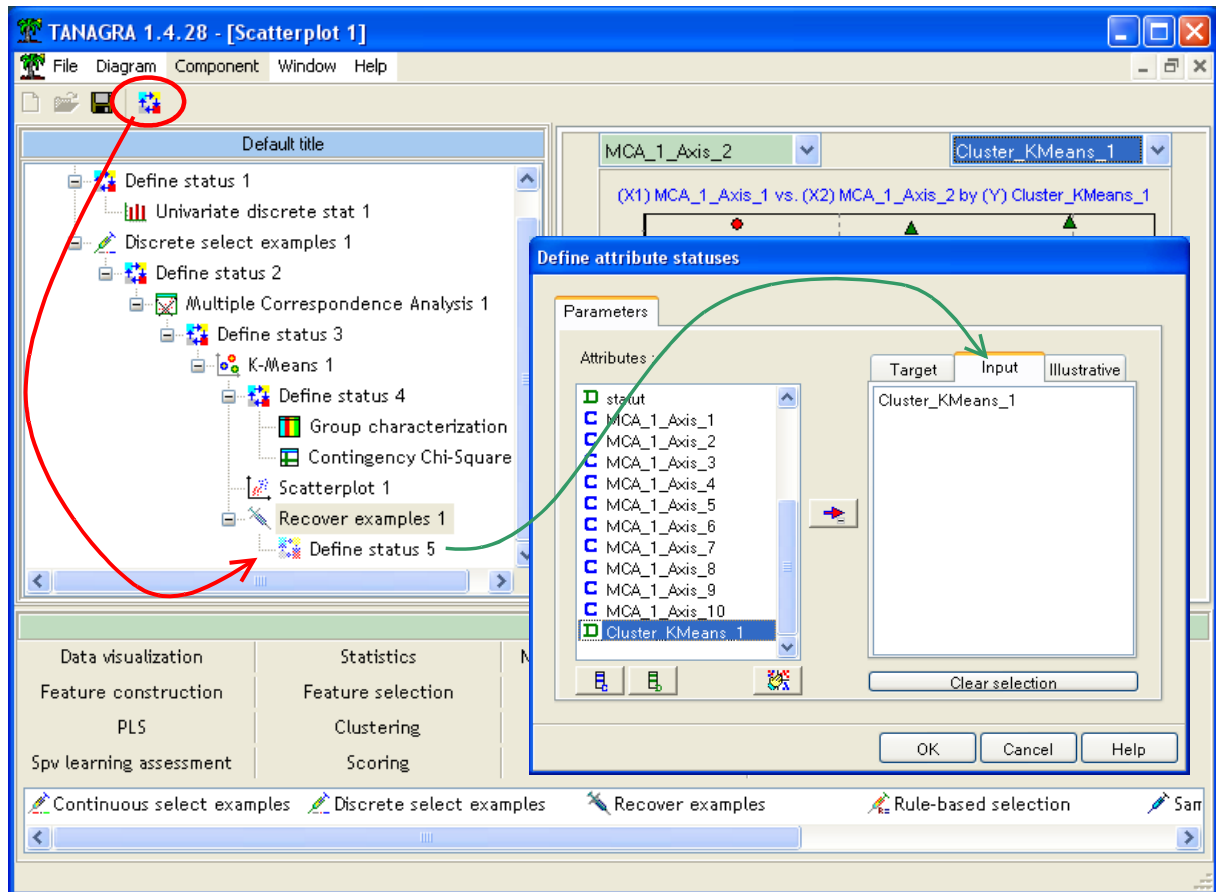 TANAGRA 1.4.28 - [Scatterplot 1]
File Diagram Component Window Help
Default title
Define status 1
Univariate discrete stat 1
Discrete select examples 1
Define status 2
Multiple Correspondence Analysis 1
Define status 3
K-Means 1
Define status 4
Group characterization
Contingency Chi-Square
Scatterplot 1
Recover examples 1
Define status 5
MCA_1_Axis_2
Cluster_KMeans_1
(X1) MCA_1_Axis_1 vs. (X2) MCA_1_Axis_2 by (Y) Cluster_KMeans_1
Define attribute statuses
Parameters
Attributes :
statut
MCA_1_Axis_1
MCA_1_Axis_2
MCA_1_Axis_3
MCA_1_Axis_4
MCA_1_Axis_5
MCA_1_Axis_6
MCA_1_Axis_7
MCA_1_Axis_8
MCA_1_Axis_9
MCA_1_Axis_10
Cluster_KMeans_1
Target Input Illustrative
Cluster_KMeans_1
Clear selection
OK Cancel Help
Data visualization Statistics
Feature construction Feature selection
PLS Clustering
Spv learning assessment Scoring
Continuous select examples Discrete select examples Recover examples Rule-based selection